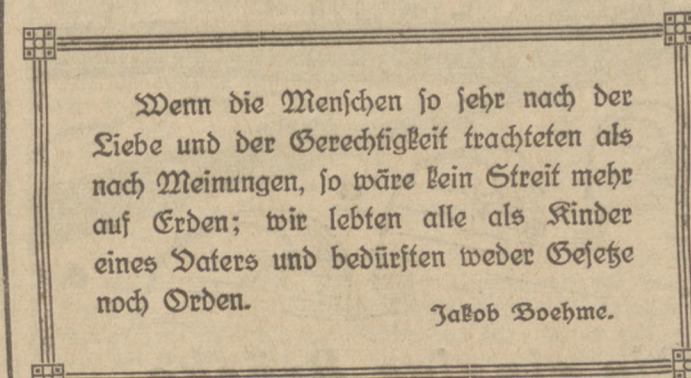 Wenn die Menſchen ſo ſehr nach der
Liebe und der Gerechtigkeit trachteten als
nach Meinungen, ſo wäre kein Streit mehr
auf Erden; wir lebten alle als Kinder
eines Vaters und bedürften weder Geſetze
noch Orden.
Jakob Boehme.